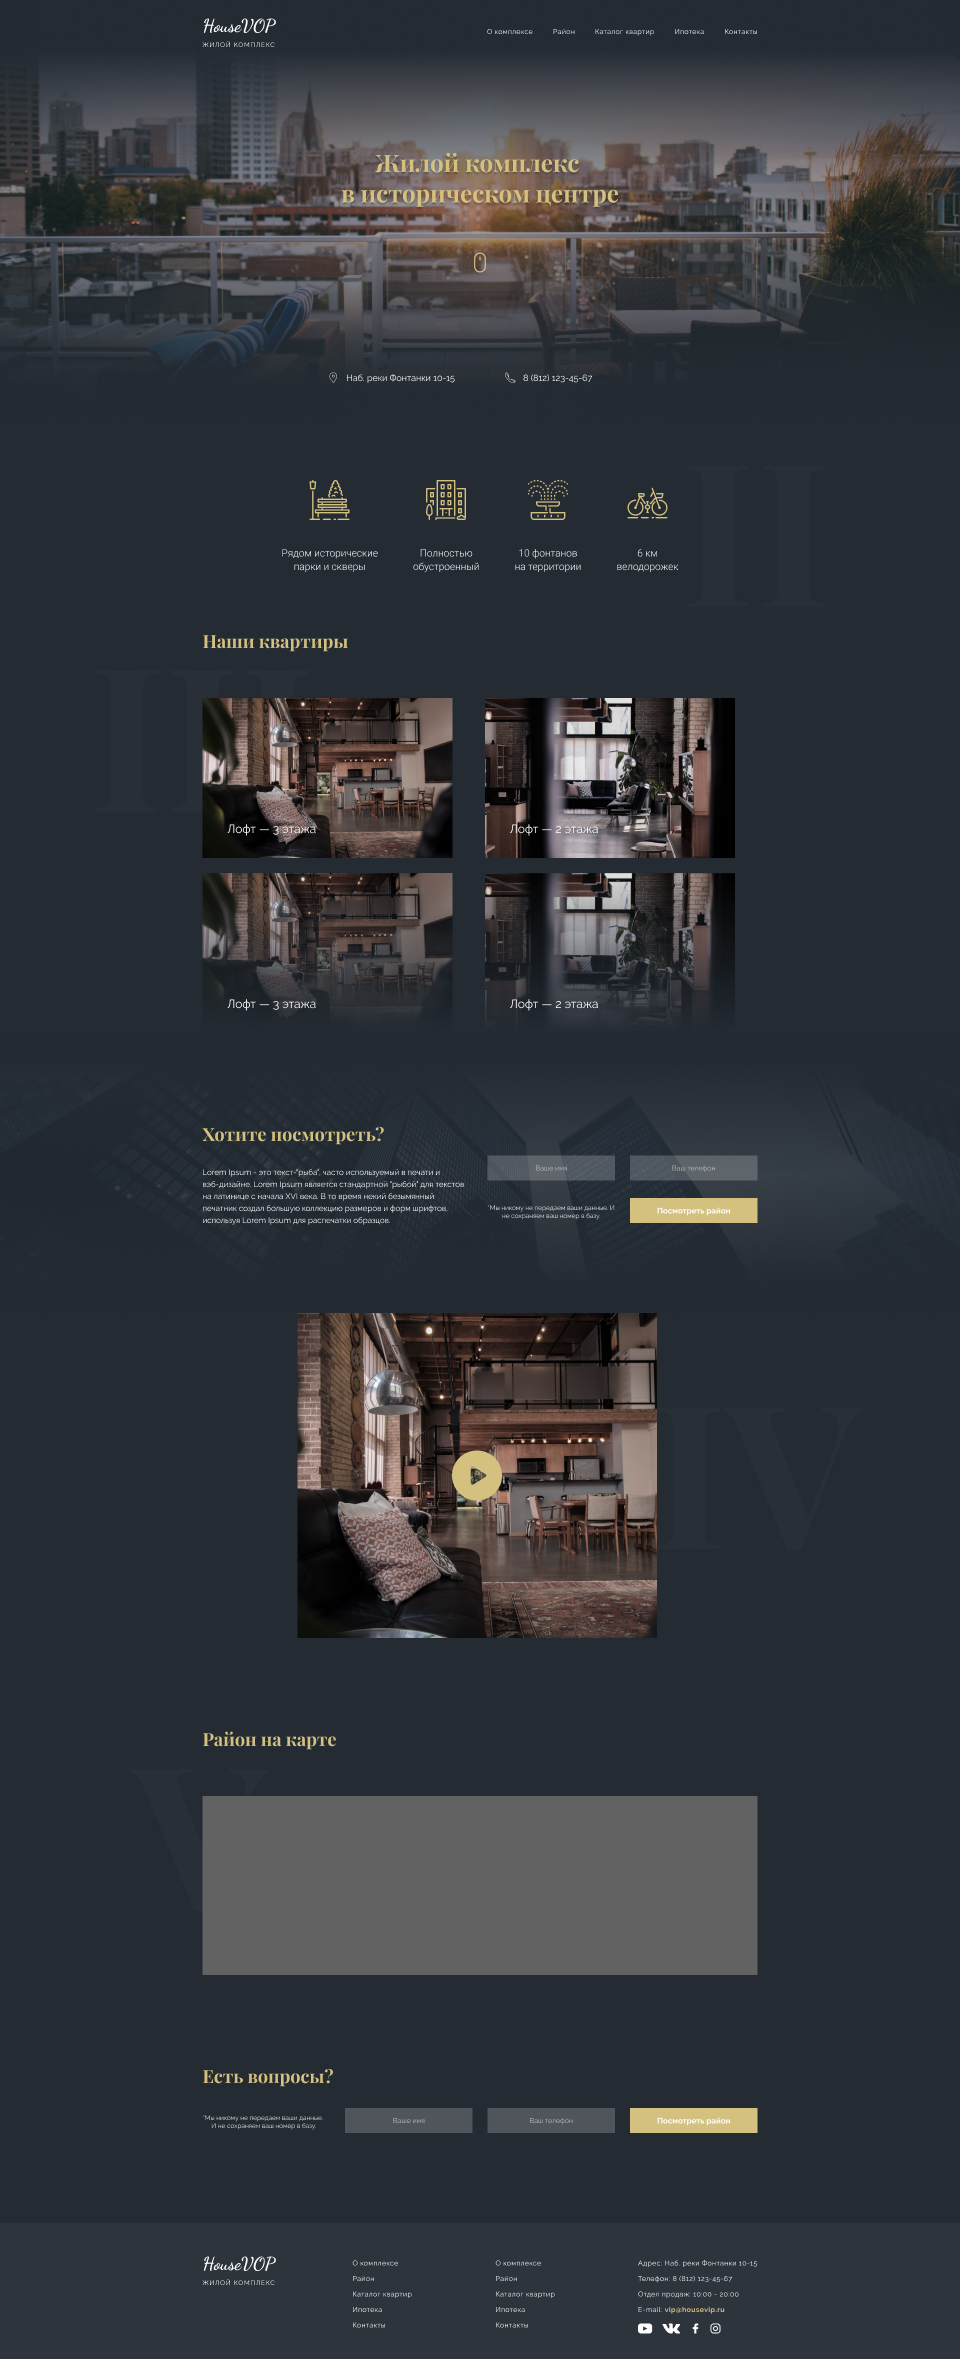 HouseVOP
ЖИЛОЙ КОМПЛЕКС
О комплексе Район Каталог квартир Ипотека Контакты
Жилой комплекс
в историческом центре
Наб. реки Фонтанки 10-15 8 (812) 123-45-67
II
Рядом исторические
парки и скверы
Полностью
обустроенный
10 фонтанов
на территории
6 км
велодорожек
Наши квартиры
III
Лофт — 3 этажа
Лофт — 2 этажа
Лофт — 3 этажа
Лофт — 2 этажа
Хотите посмотреть?
Lorem Ipsum - это текст-"рыба", часто используемый в печати и
вэб-дизайне. Lorem Ipsum является стандартной "рыбой" для текстов
на латинице с начала XVI века. В то время некий безымянный
печатник создал большую коллекцию размеров и форм шрифтов,
используя Lorem Ipsum для распечатки образцов.
Ваше имя
Ваш телефон
*Мы никому не передаем ваши данные. И
не сохраняем ваш номер в базу.
Посмотреть район
IV
Район на карте
V
Есть вопросы?
*Мы никому не передаем ваши данные.
И не сохраняем ваш номер в базу.
Ваше имя
Ваш телефон
Посмотреть район
HouseVOP
ЖИЛОЙ КОМПЛЕКС
О комплексе
Район
Каталог квартир
Ипотека
Контакты
О комплексе
Район
Каталог квартир
Ипотека
Контакты
Адрес: Наб. реки Фонтанки 10-15
Телефон: 8 (812) 123-45-67
Отдел продаж: 10:00 - 20:00
E-mail: vip@housevip.ru